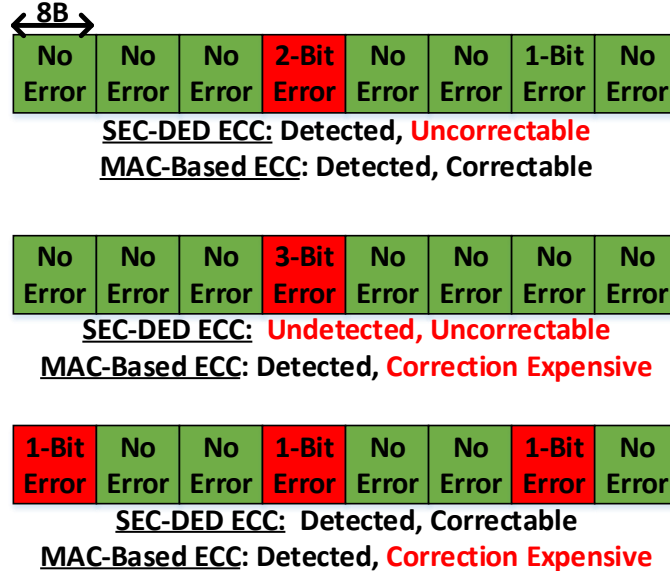 8B
No No No 2-Bit No No 1-Bit No
Error Error Error Error Error Error Error Error
SEC-DED ECC: Detected, Uncorrectable
MAC-Based ECC: Detected, Correctable
No No No 3-Bit No No No No
Error Error Error Error Error Error Error Error
SEC-DED ECC: Undetected, Uncorrectable
MAC-Based ECC: Detected, Correction Expensive
1-Bit No No 1-Bit No No 1-Bit No
Error Error Error Error Error Error Error Error
SEC-DED ECC: Detected, Correctable
MAC-Based ECC: Detected, Correction Expensive